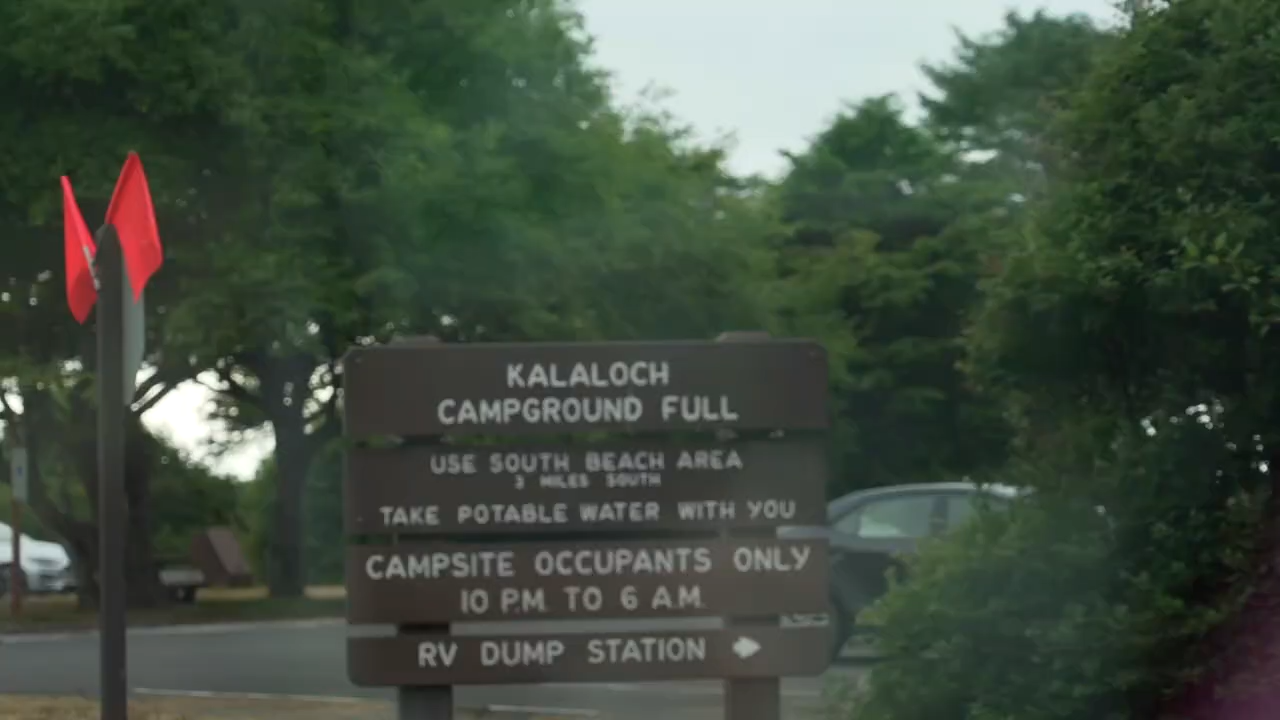 KALALOCH
CAMPGROUND FULL
USE SOUTH BEACH AREA
3 MILES SOUTH
TAKE POTABLE WATER WITH YOU
CAMPSITE OCCUPANTS ONLY
10 P.M. TO 6 A.M.
RV DUMP STATION